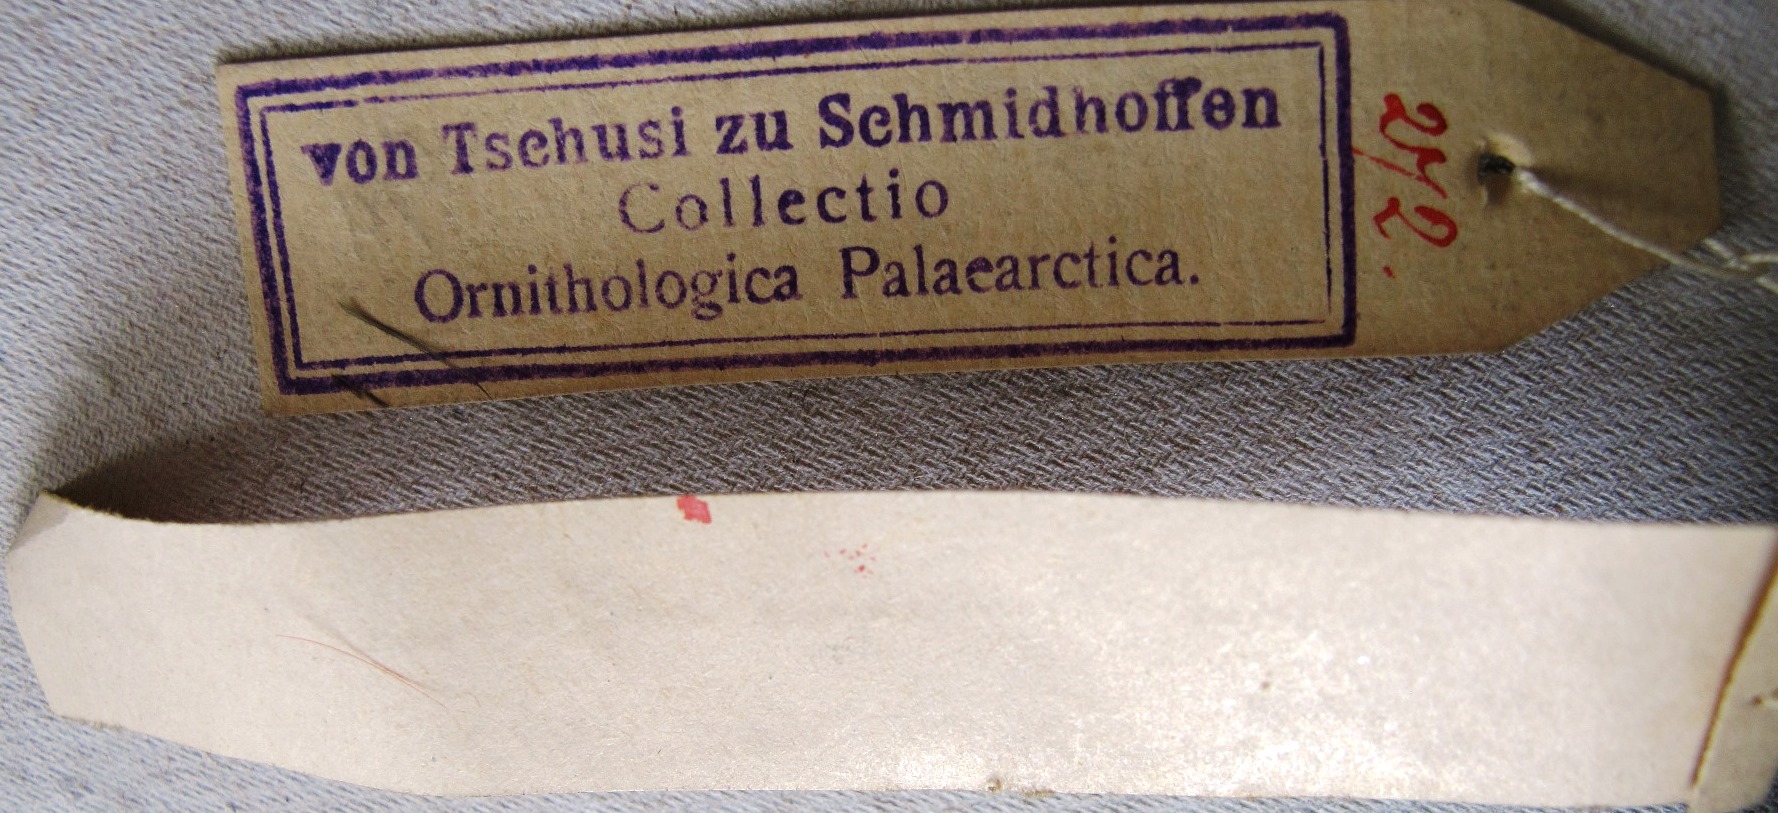 von Tschusi zu Schmidhoffen
Collectio
Ornithologica Palaearctica.